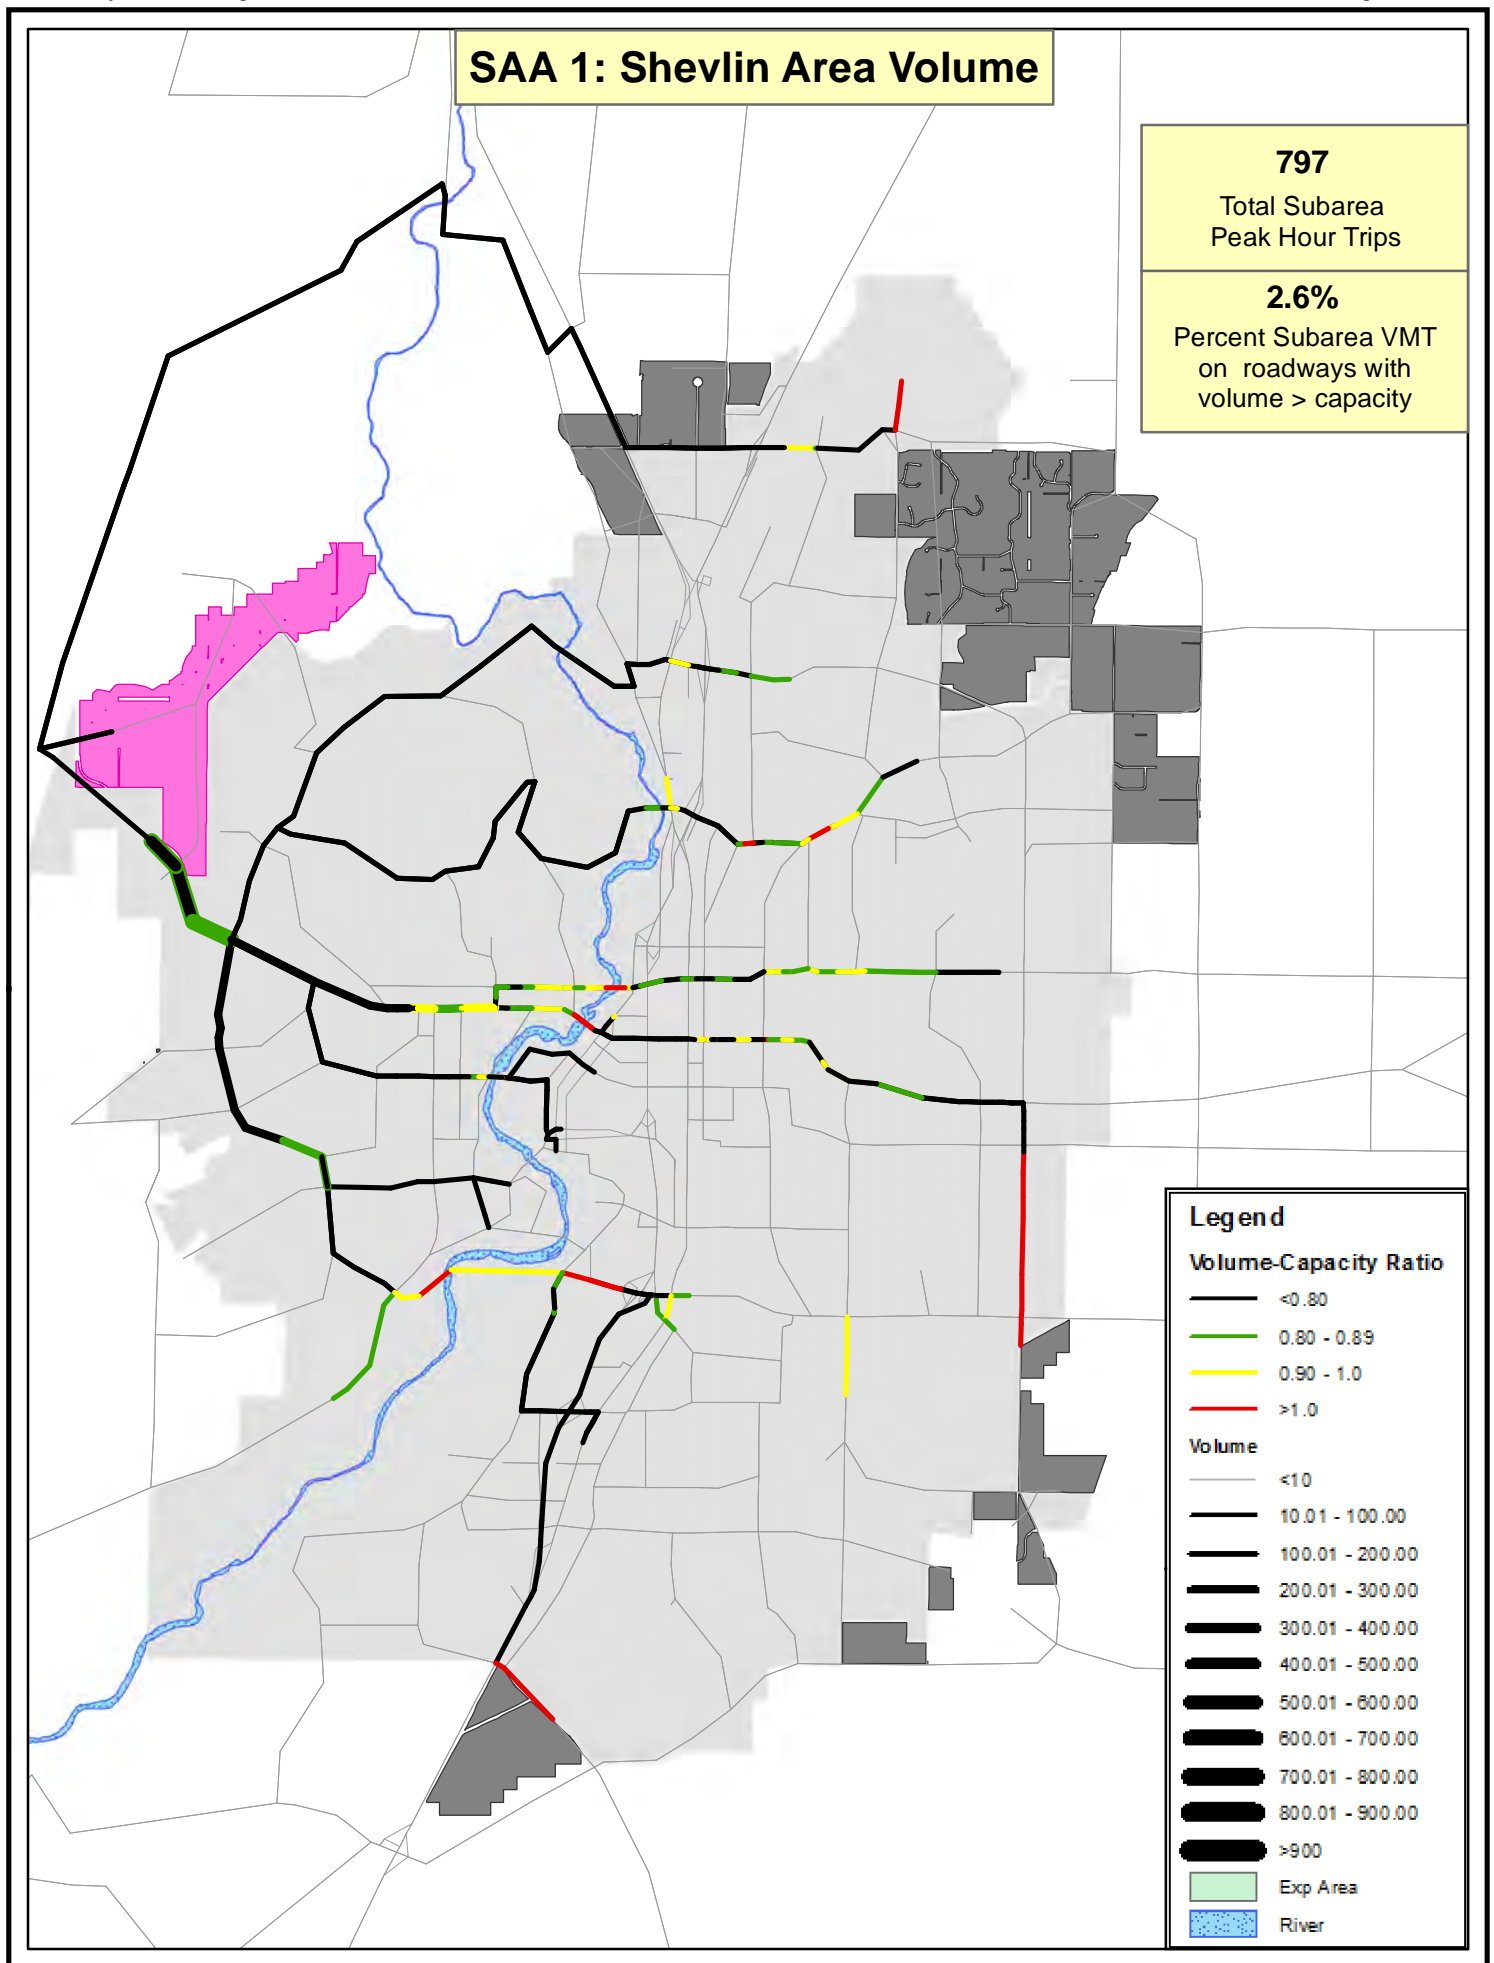 SAA 1: Shevlin Area Volume
797
Total Subarea
Peak Hour Trips
2.6%
Percent Subarea VMT
on roadways with
volume > capacity
Legend
Volume-Capacity Ratio
<0.80
0.80 - 0.89
0.90 - 1.0
>1.0
Volume
<10
10.01 - 100.00
100.01 - 200.00
200.01 - 300.00
300.01 - 400.00
400.01 - 500.00
500.01 - 600.00
600.01 - 700.00
700.01 - 800.00
800.01 - 900.00
>900
Exp Area
River